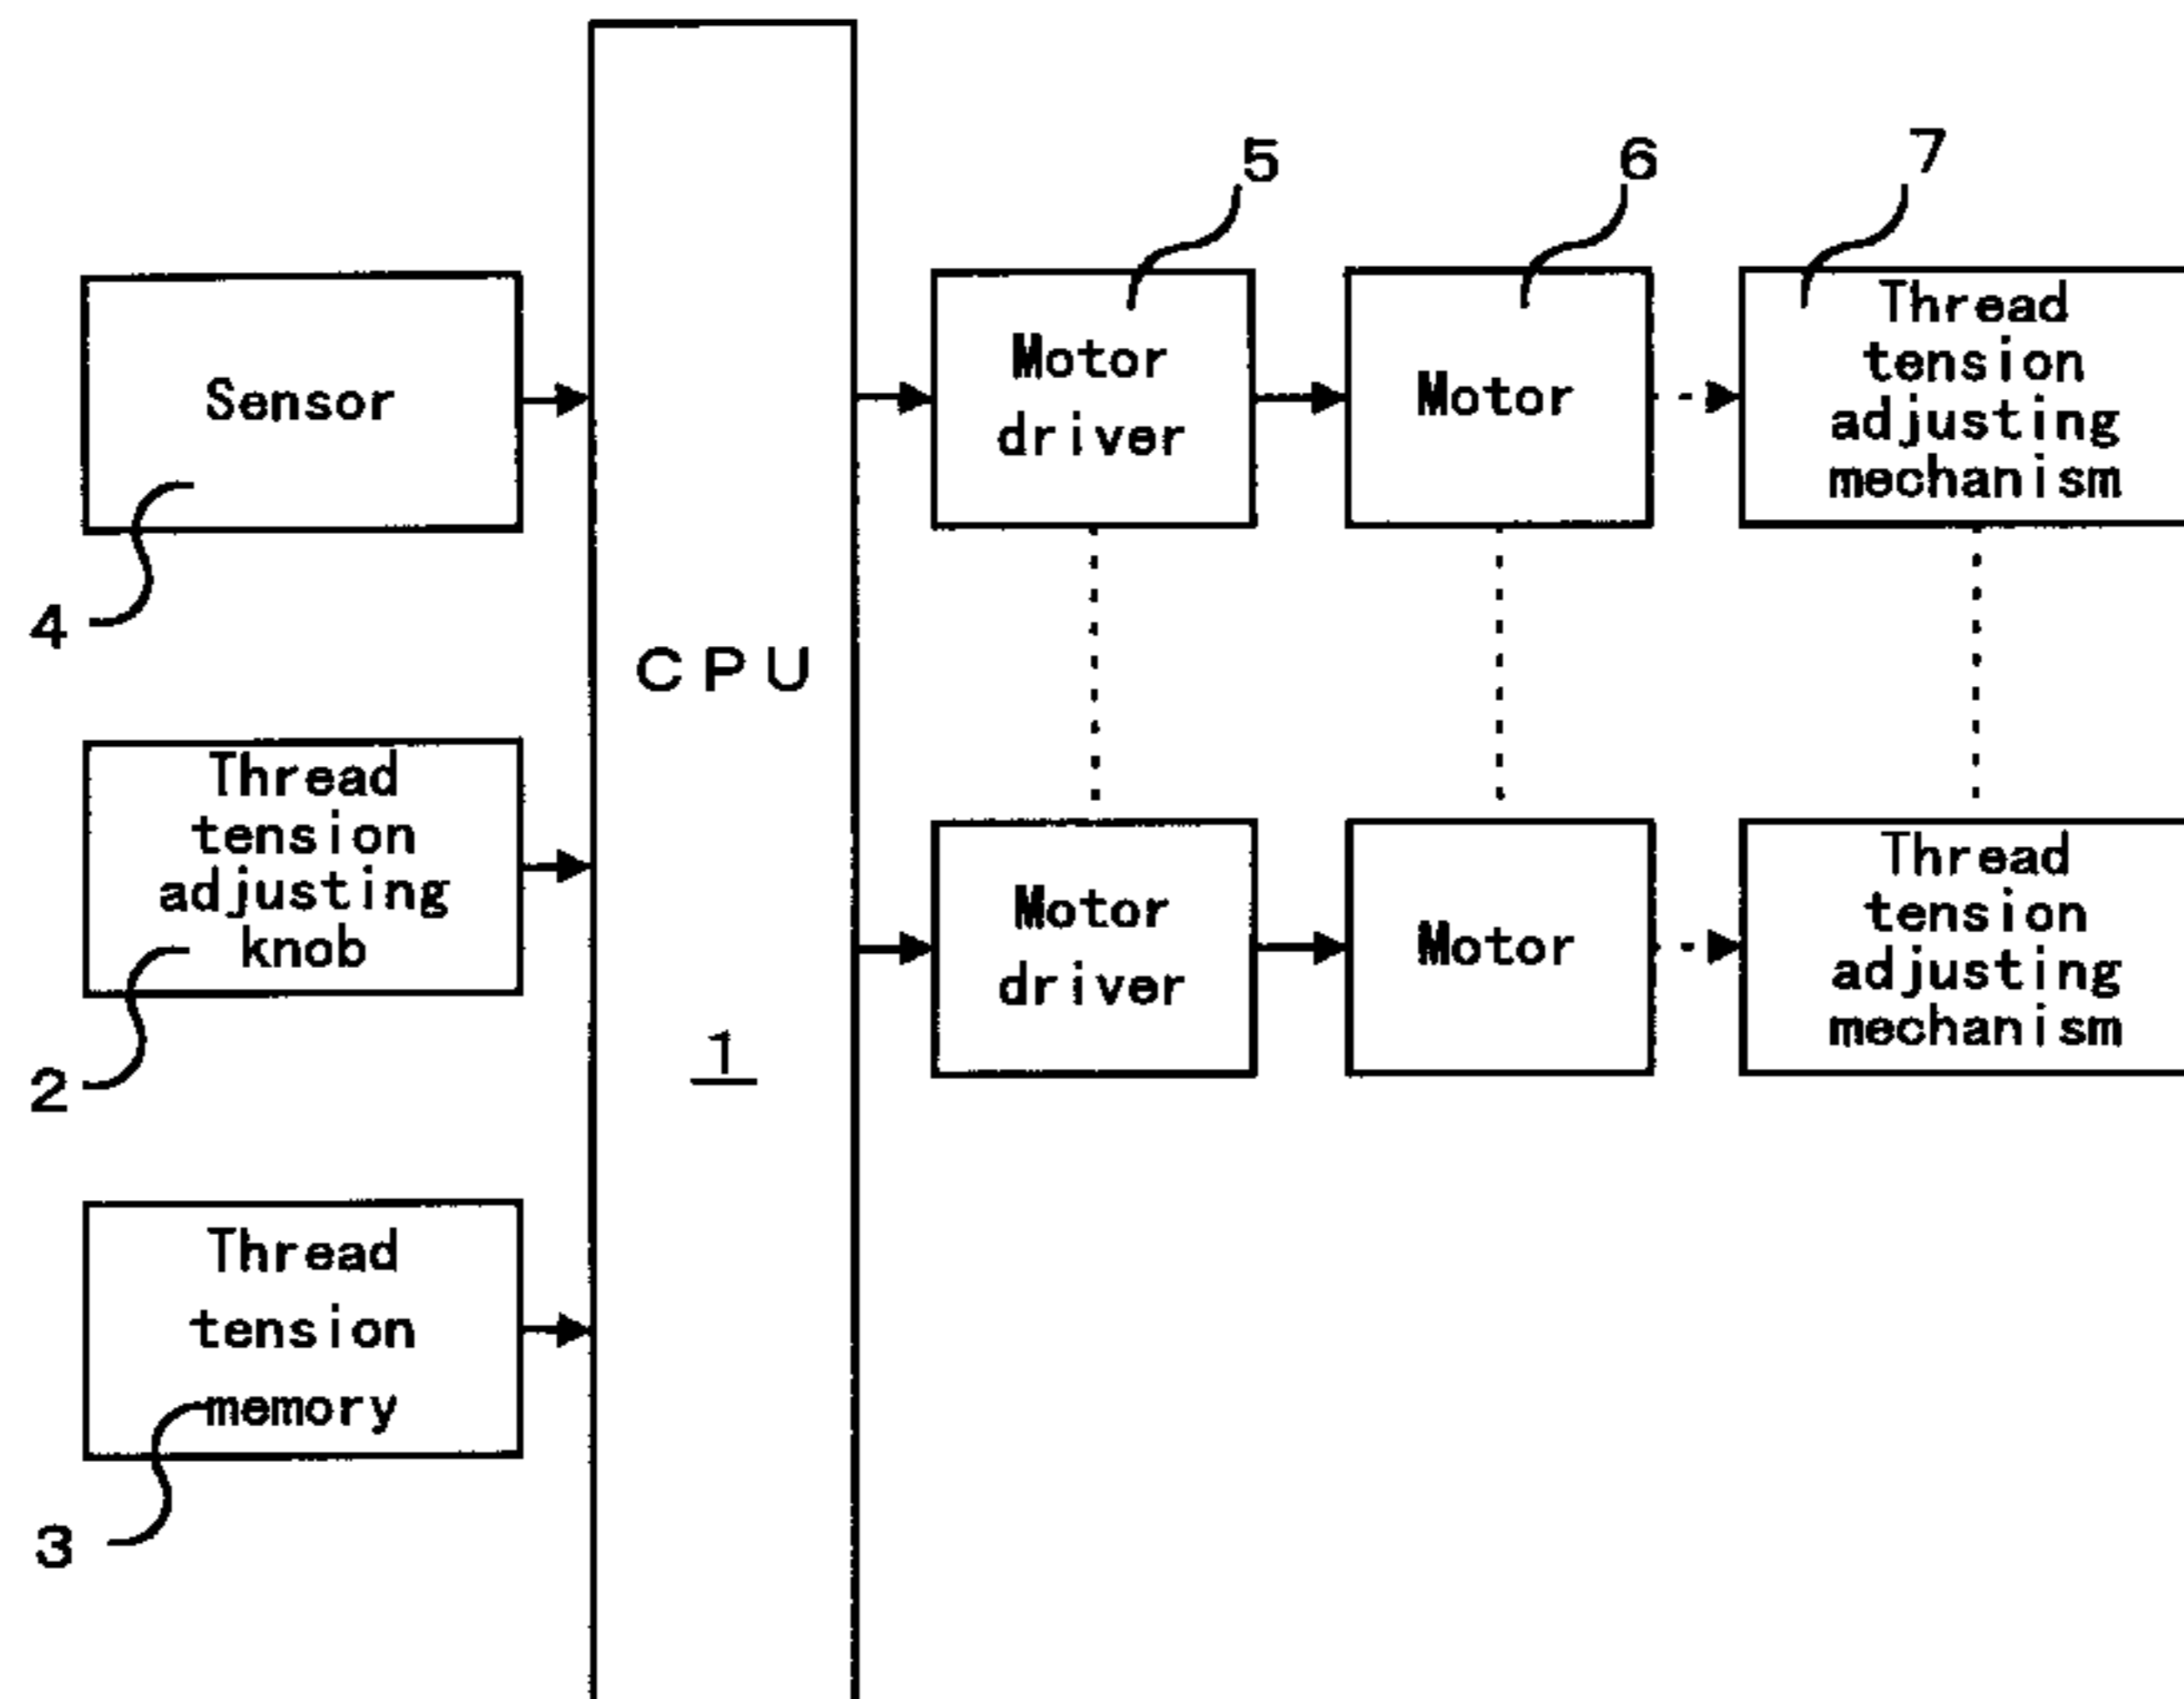 5
6
7
Sensor
4
Motor
driver
Motor
Thread
tension
adjusting
mechanism
CPU
1
Thread
tension
adjusting
knob
2
Motor
driver
Motor
Thread
tension
adjusting
mechanism
Thread
tension
memory
3